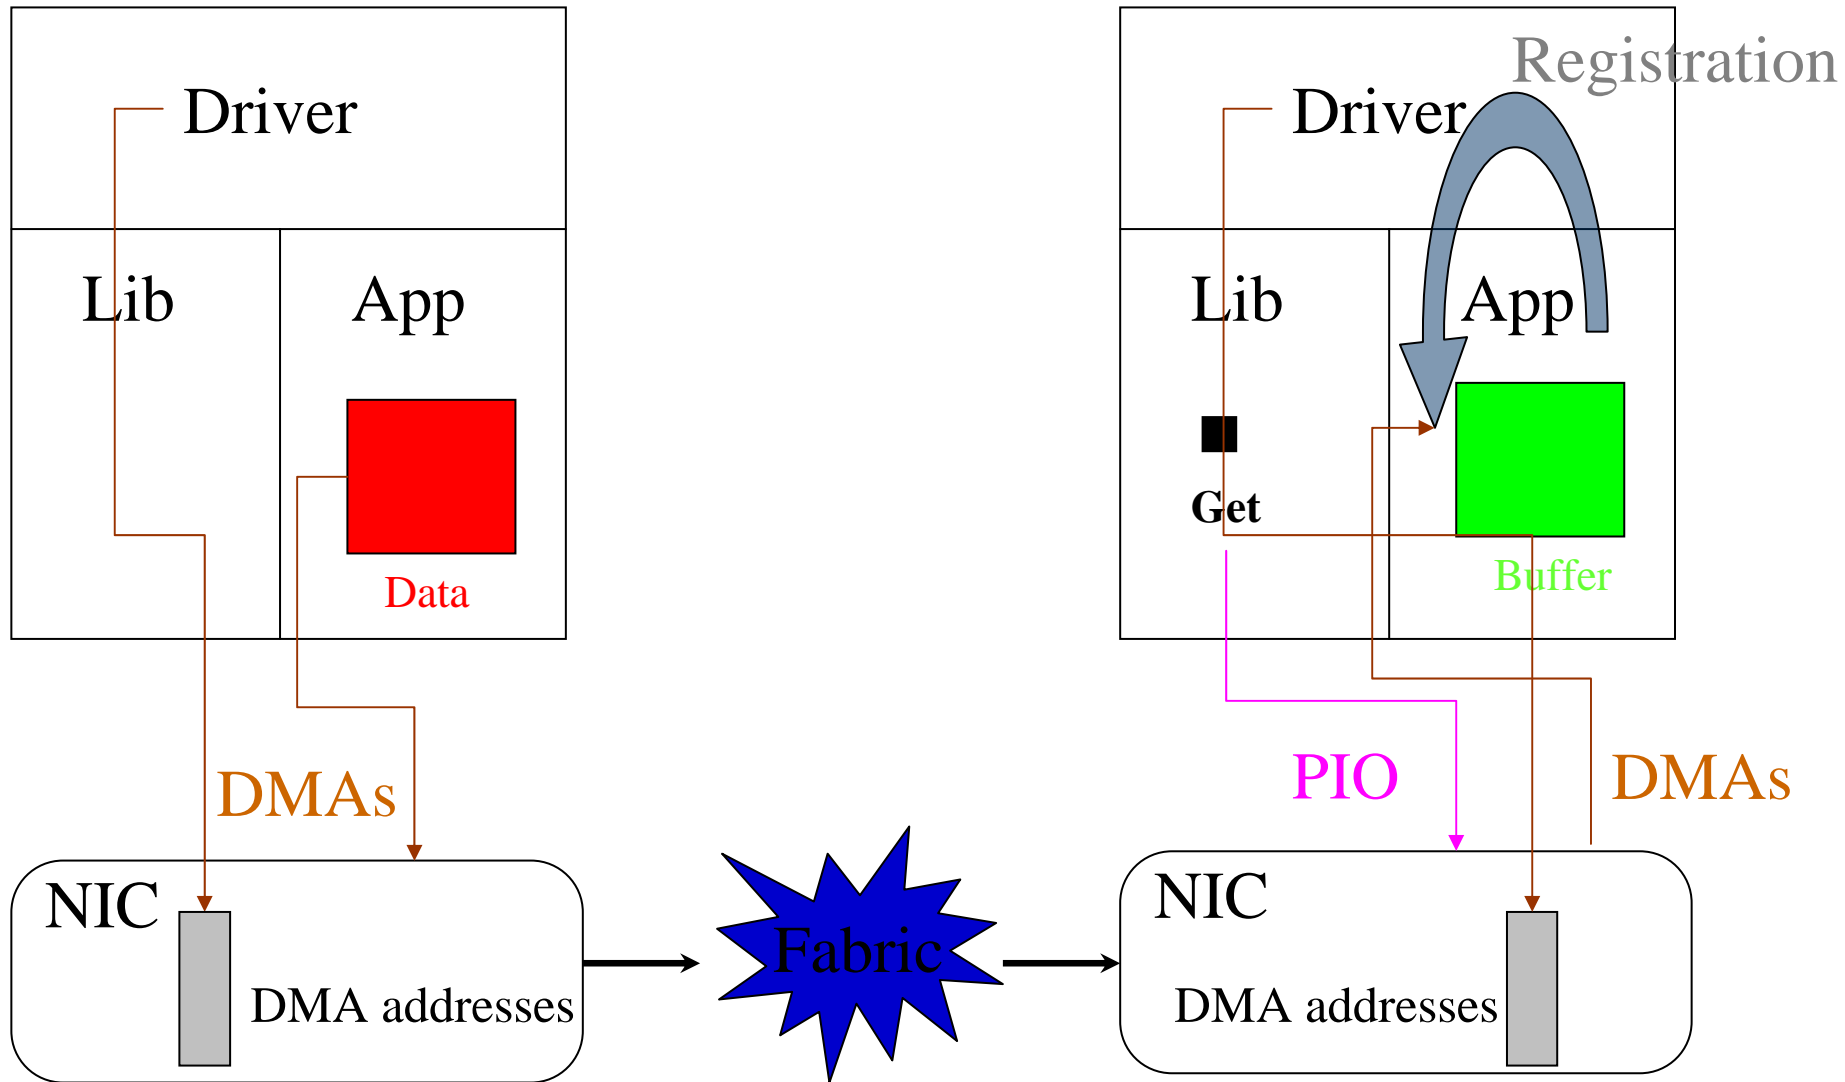 Registration
Driver
Driver
Lib
App
Lib
App
Get
Data
Buffer
DMAs
PIO
DMAs
NIC
NIC
Fabric
DMA addresses
DMA addresses